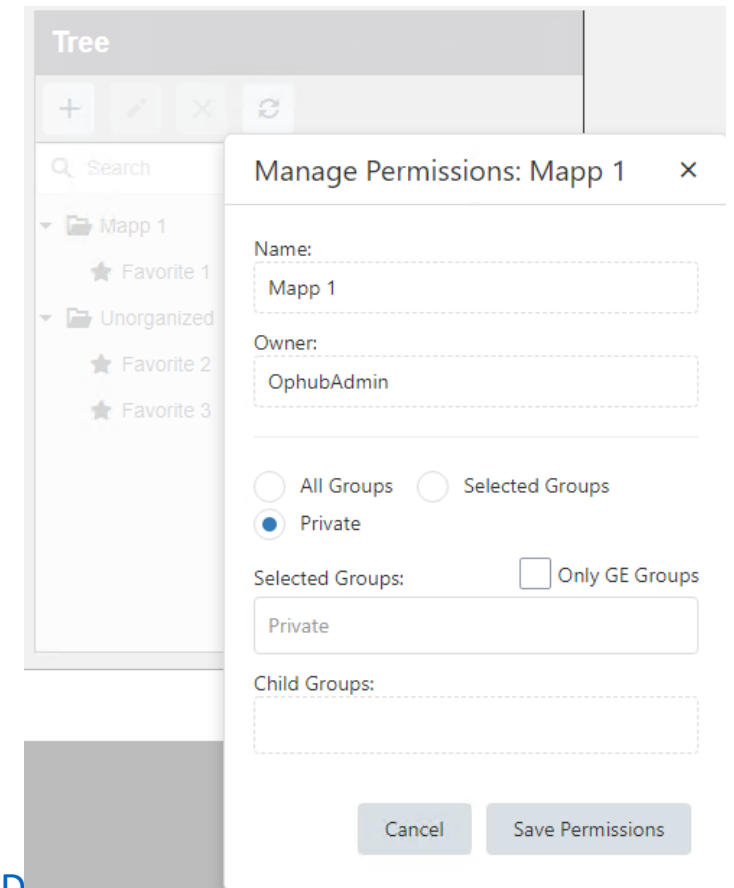 Tree
Search
Mapp 1
Favorite 1
Unorganized
Favorite 2
Favorite 3
Manage Permissions: Mapp 1
Name:
Mapp 1
Owner:
OphubAdmin
All Groups Selected Groups
Private
Selected Groups: Only GE Groups
Private
Child Groups:
Cancel Save Permissions
D